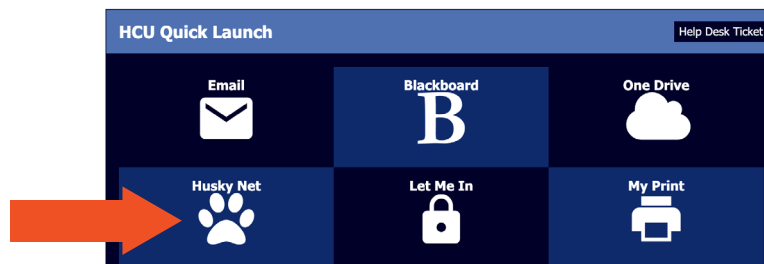 HCU Quick Launch
Help Desk Ticket
Email
Blackboard
One Drive
B
Husky Net
Let Me In
My Print